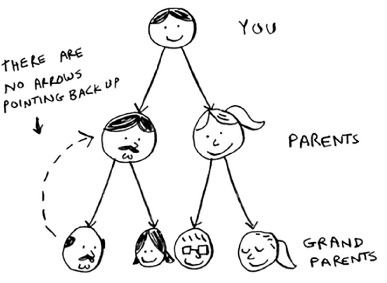 YOU
THERE ARE
NO ARROWS
POINTING BACK UP
PARENTS
GRAND
PARENTS